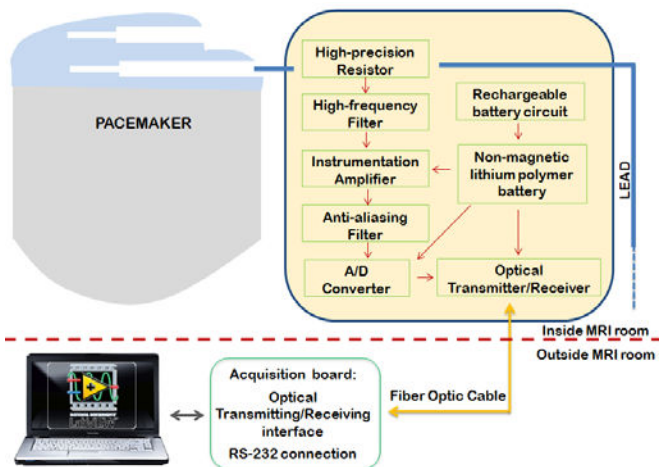 PACEMAKER
High-precision
Resistor
High-frequency
Filter
Instrumentation
Amplifier
Anti-aliasing
Filter
A/D
Converter
Rechargeable
battery circuit
Non-magnetic
lithium polymer
battery
Optical
Transmitter/Receiver
LEAD
Inside MRI room
Outside MRI room
Acquisition board:
Optical
Transmitting/Receiving
interface
RS-232 connection
Fiber Optic Cable